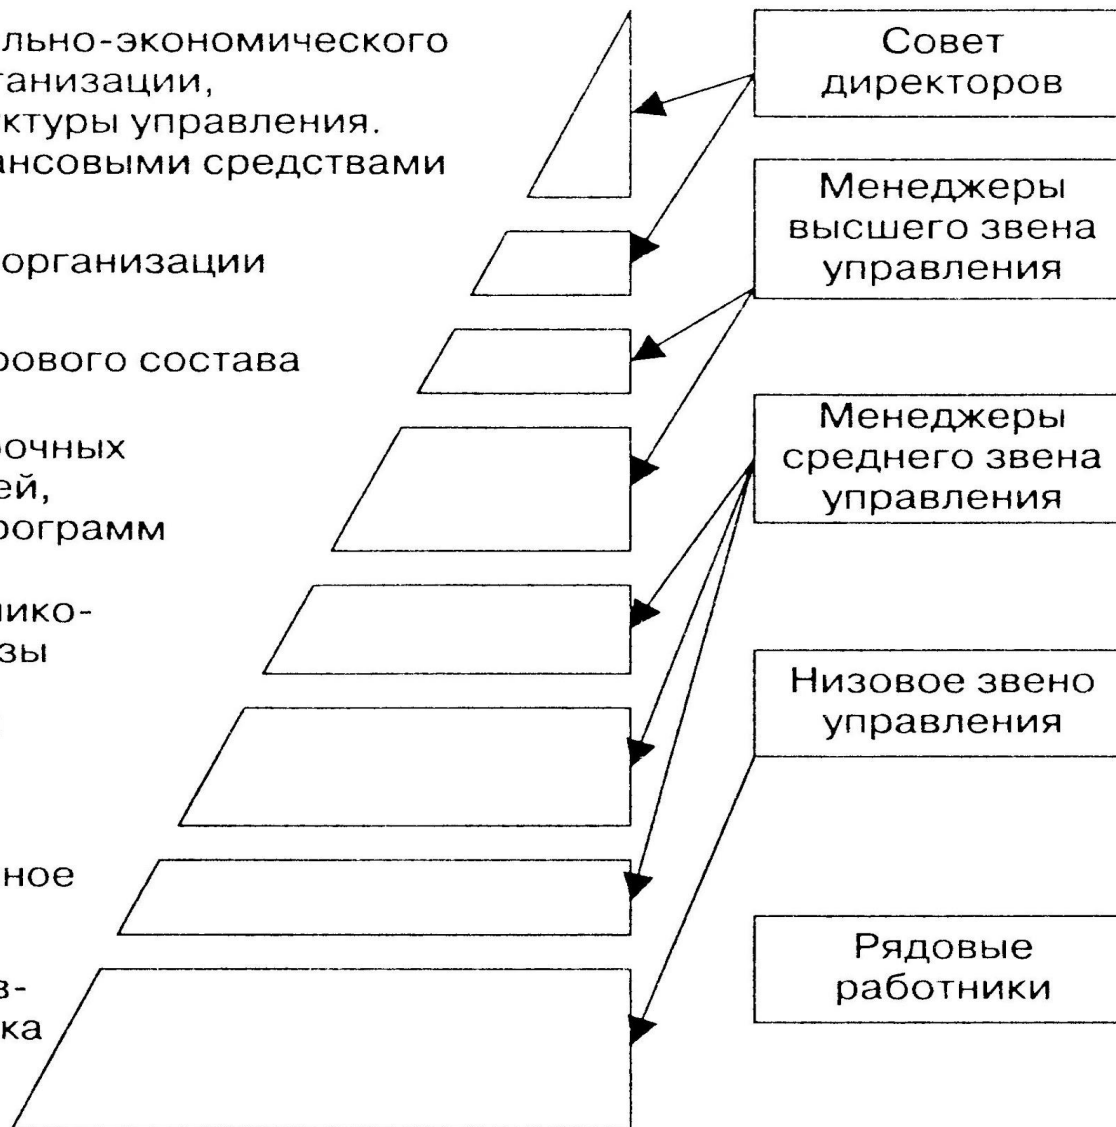 льно-экономического
ганизации,
ктуры управления.
ансовыми средствами
организации
рового состава
очных
ей,
рограмм
нико-
зы
ное
в-
ка
Совет
директоров
Менеджеры
высшего звена
управления
Менеджеры
среднего звена
управления
Низовое звено
управления
Рядовые
работники